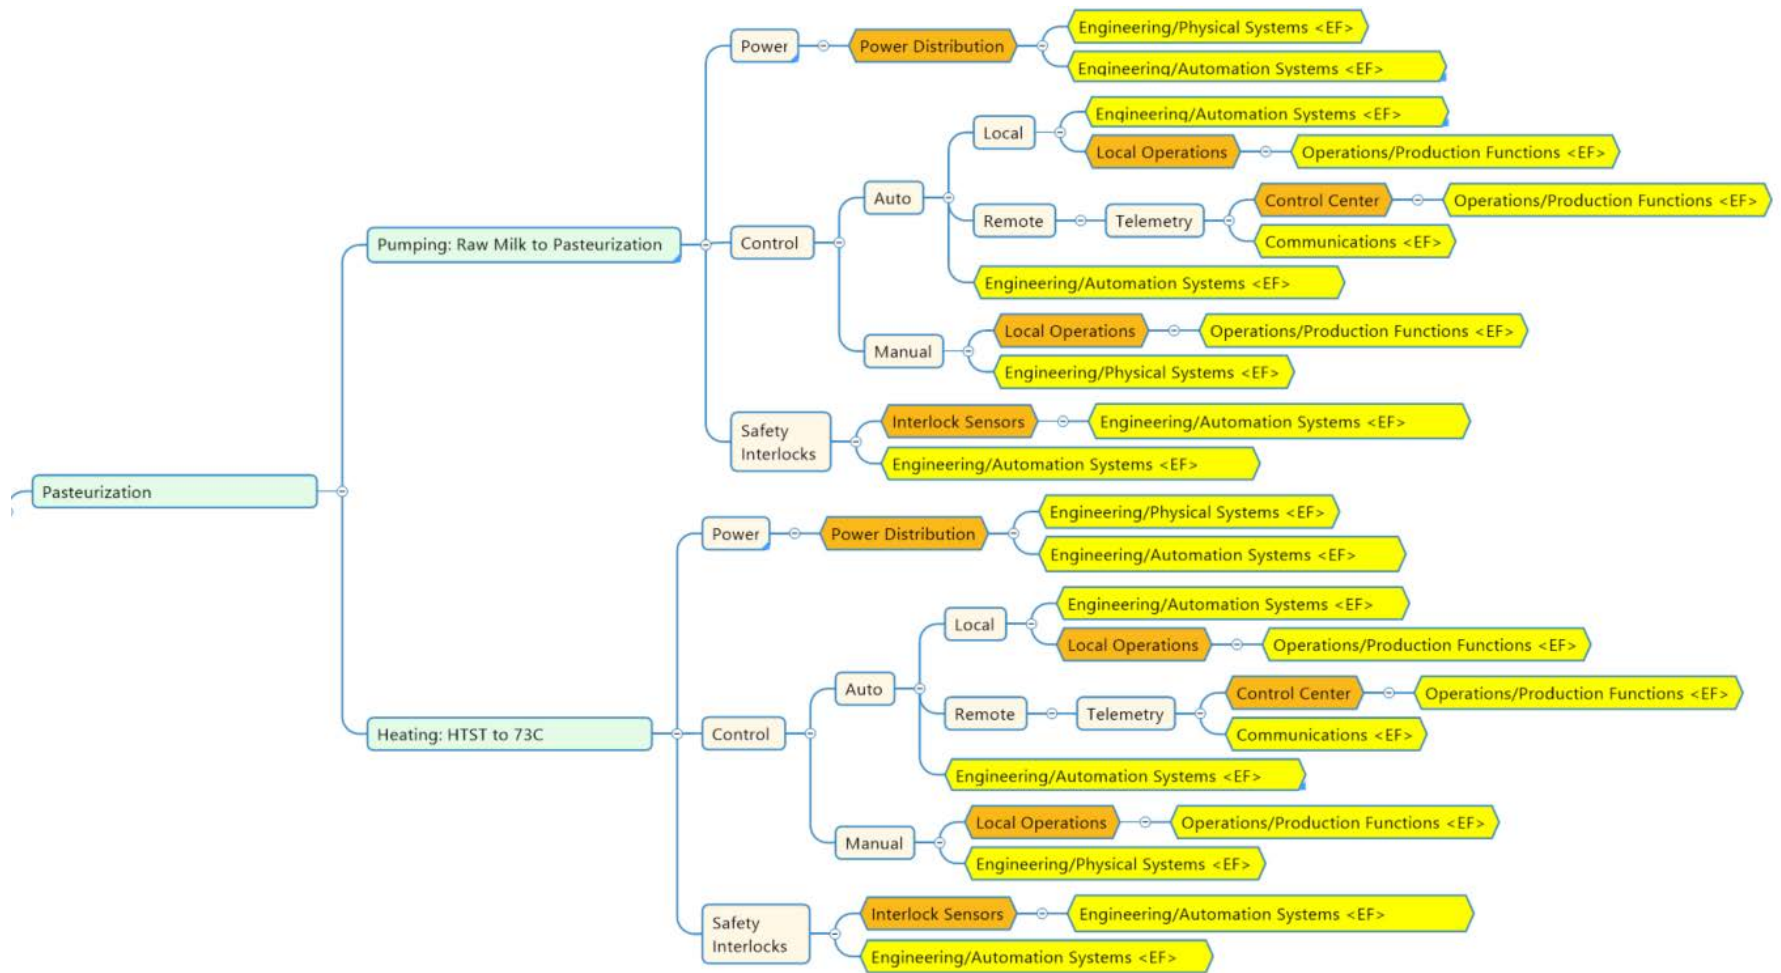 Engineering/Physical Systems <EF>
Power
Power Distribution
Engineering/Automation Systems <EF>
Engineering/Automation Systems <EF>
Local
Local Operations
Operations/Production Functions <EF>
Auto
Control Center
Operations/Production Functions <EF>
Remote
Telemetry
Communications <EF>
Pumping: Raw Milk to Pasteurization
Control
Engineering/Automation Systems <EF>
Local Operations
Operations/Production Functions <EF>
Manual
Engineering/Physical Systems <EF>
Safety
Interlocks
Interlock Sensors
Engineering/Automation Systems <EF>
Engineering/Automation Systems <EF>
Pasteurization
Engineering/Physical Systems <EF>
Power
Power Distribution
Engineering/Automation Systems <EF>
Engineering/Automation Systems <EF>
Local
Local Operations
Operations/Production Functions <EF>
Auto
Control Center
Operations/Production Functions <EF>
Remote
Telemetry
Communications <EF>
Heating: HTST to 73C
Control
Engineering/Automation Systems <EF>
Local Operations
Operations/Production Functions <EF>
Manual
Engineering/Physical Systems <EF>
Safety
Interlocks
Interlock Sensors
Engineering/Automation Systems <EF>
Engineering/Automation Systems <EF>